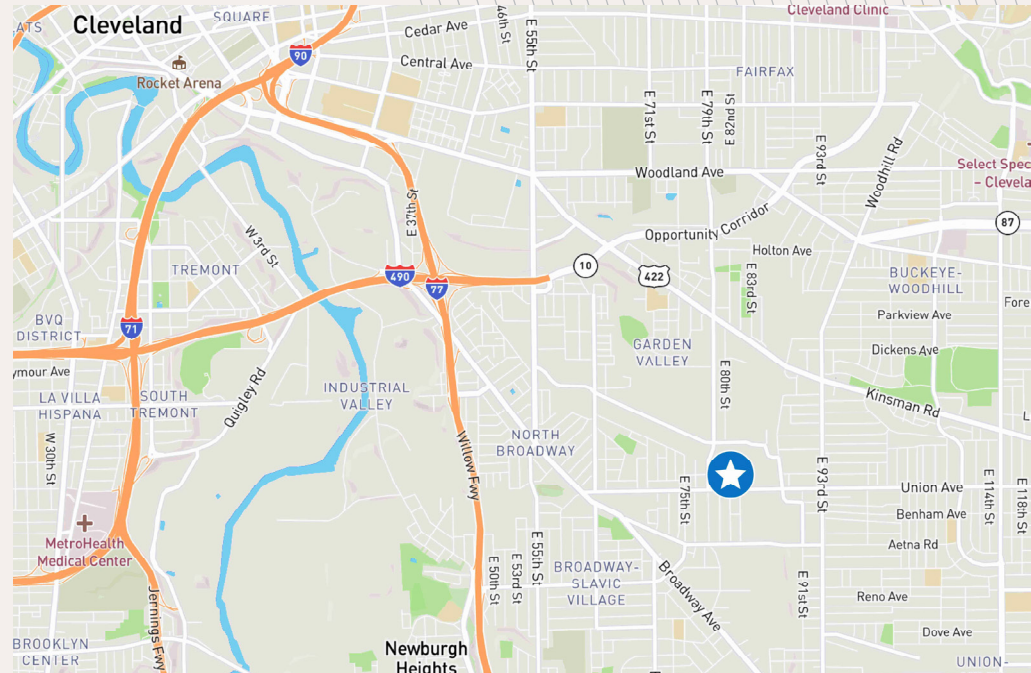 Cleveland
SQUARE
ATS
Rocket Arena
90
Cedar Ave
Central Ave
46th St
E 55th St
Cleveland Clinic
FAIRFAX
E 71st St
E 79th St
E 82nd St
E 93rd St
Woodhill Rd
Woodland Ave
Select Spec
– Clevela
87
E 37th St
W 3rd St
Opportunity Corridor
10
422
Holton Ave
E 83rd St
BUCKEYE-
WOODHILL
Fore
TREMONT
490
77
71
BVQ
DISTRICT
Parkview Ave
GARDEN
VALLEY
Dickens Ave
ymour Ave
LA VILLA
HISPANA
SOUTH
TREMONT
Quigley Rd
INDUSTRIAL
VALLEY
E 80th St
Kinsman Rd
L
W 30th St
Willow Fwy
NORTH
BROADWAY
E 75th St
E 93rd St
Union Ave
E 114th St
E 118th St
Benham Ave
MetroHealth
Medical Center
Aetna Rd
E 50th St
E 53rd St
E 55th St
BROADWAY-
SLAVIC
VILLAGE
Broadway Ave
E 91st St
Reno Ave
Jennings Fwy
Dove Ave
BROOKLYN
CENTER
Newburgh
Heights
UNION-